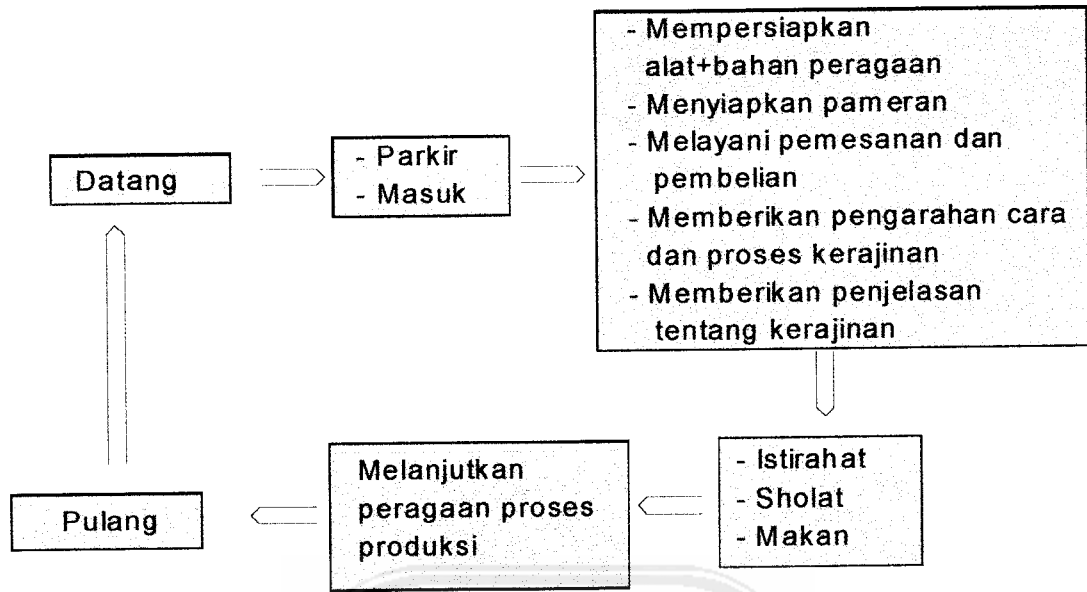 Datang
- Parkir
- Masuk
- Mempersiapkan
alat+bahan peragaan
- Menyiapkan pameran
- Melayani pemesanan dan
pembelian
- Memberikan pengarahan cara
dan proses kerajinan
- Memberikan penjelasan
tentang kerajinan
- Istirahat
- Sholat
- Makan
Melanjutkan
peragaan proses
produksi
Pulang